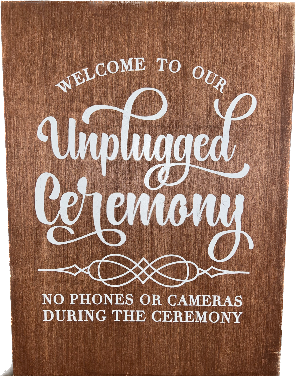 WELCOME TO OUR
Unplugged
Ceremony
NO PHONES OR CAMERAS
DURING THE CEREMONY